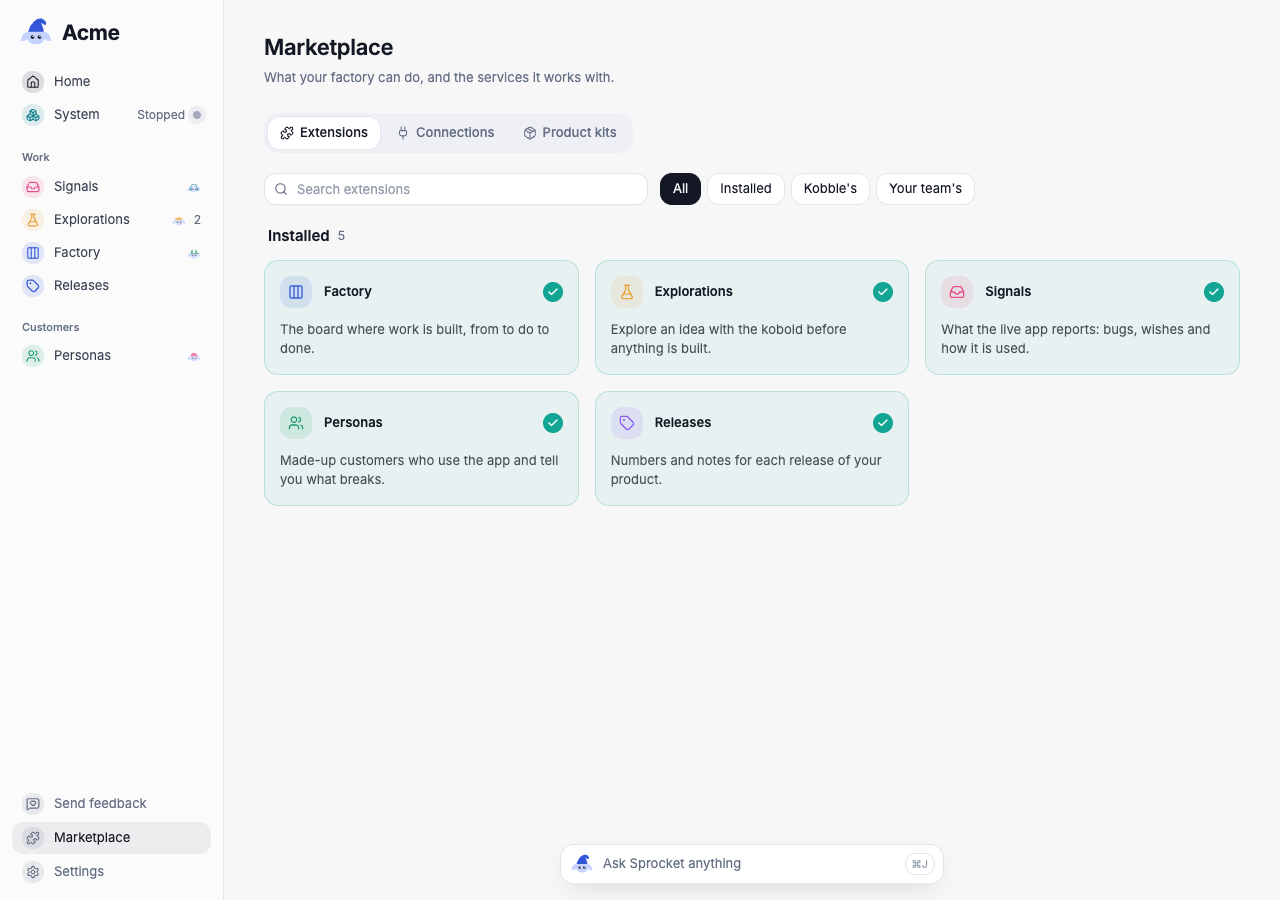 Acme
Home
System Stopped
Work
Signals
Explorations 2
Factory
Releases
Customers
Personas
Send feedback
Marketplace
Settings
Marketplace
What your factory can do, and the services it works with.
Extensions Connections Product kits
Search extensions All Installed Kobble's Your team's
Installed 5
Factory
The board where work is built, from to do to
done.
Explorations
Explore an idea with the kobold before
anything is built.
Signals
What the live app reports: bugs, wishes and
how it is used.
Personas
Made-up customers who use the app and tell
you what breaks.
Releases
Numbers and notes for each release of your
product.
Ask Sprocket anything ⌘J